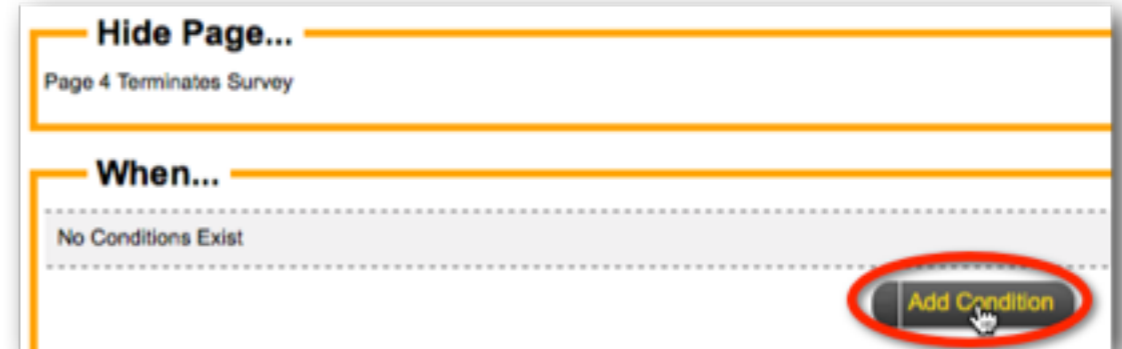 Hide Page...
Page 4 Terminates Survey
When...
No Conditions Exist
Add Condition